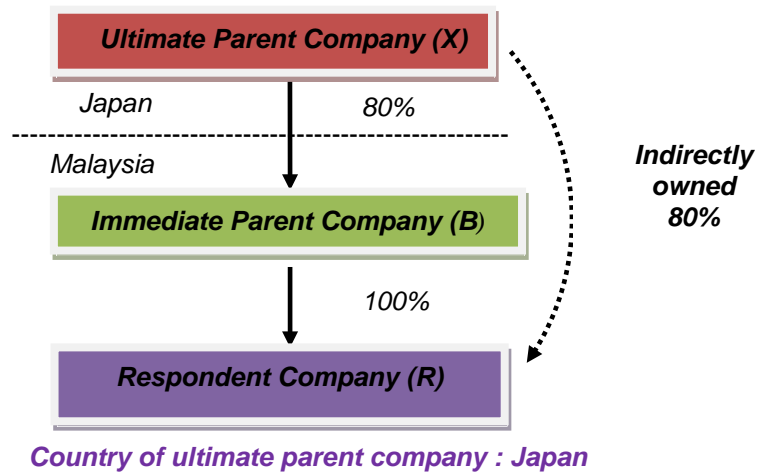 Ultimate Parent Company (X)
Japan
80%
Malaysia
Indirectly
owned
80%
Immediate Parent Company (B)
100%
Respondent Company (R)
Country of ultimate parent company : Japan